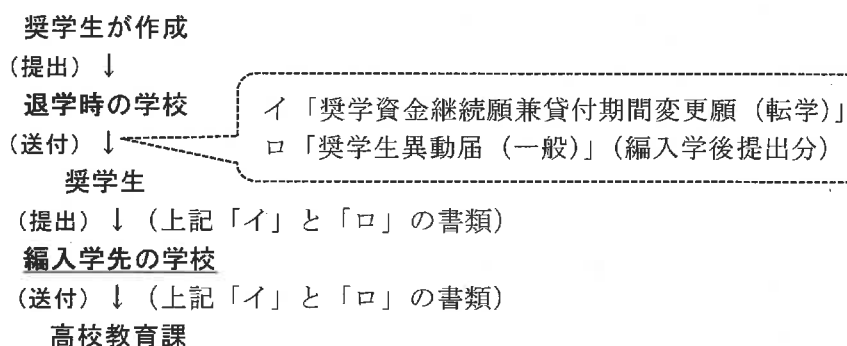 奨学生が作成
（提出）↓
退学時の学校
イ「奨学資金継続願兼貸付期間変更願（転学）」
（送付）↓
ロ「奨学生異動届（一般）」（編入学後提出分）
奨学生
（提出）↓（上記「イ」と「ロ」の書類）
編入学先の学校
（送付）↓（上記「イ」と「ロ」の書類）
高校教育課